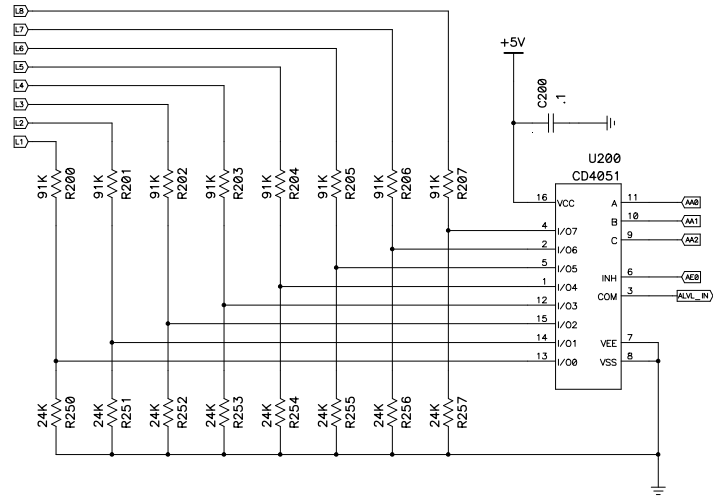 L8
L7
L6
L5
L4
L3
L2
L1
+5V
C200
.1
U200
CD4051
91K R200
91K R201
91K R202
91K R203
91K R204
91K R205
91K R206
91K R207
16 VCC A 11 AA0
4 I/O7 B 10 AA1
2 I/O6 C 9 AA2
5 I/O5 INH 6 AE0
1 I/O4 COM 3 ALVL_IN
12 I/O3
15 I/O2
14 I/O1 VEE 7
13 I/O0 VSS 8
24K R250
24K R251
24K R252
24K R253
24K R254
24K R255
24K R256
24K R257